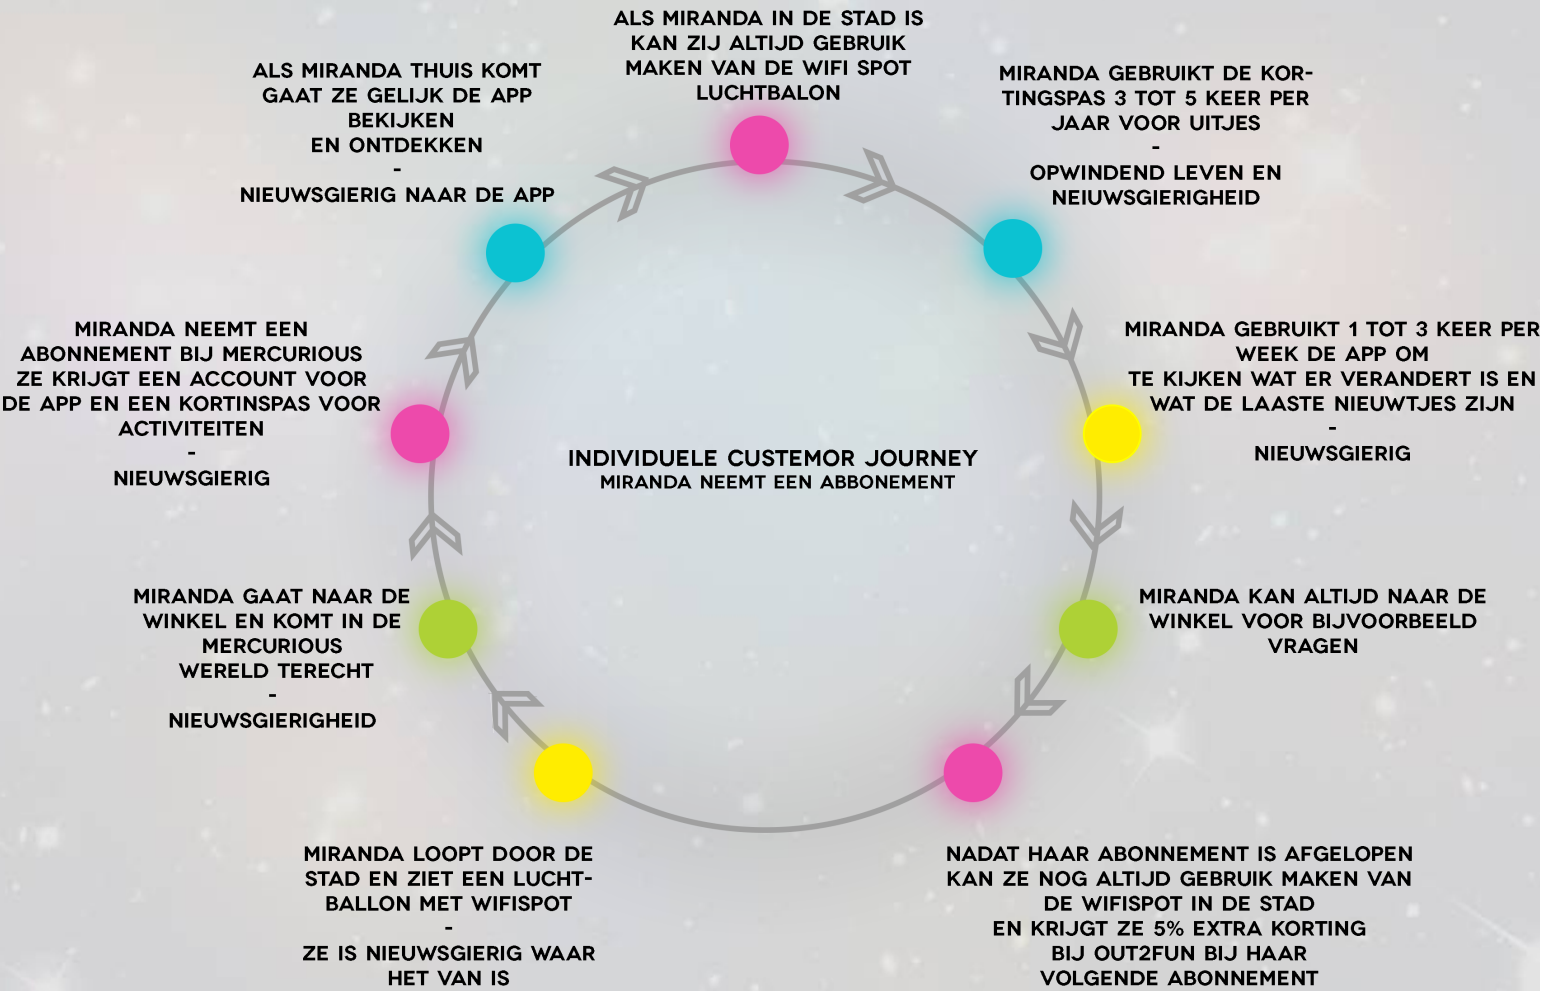 ALS MIRANDA IN DE STAD IS
KAN ZIJ ALTIJD GEBRUIK
MAKEN VAN DE WIFI SPOT
LUCHTBALON
MIRANDA GEBRUIKT DE KOR-
TINGSPAS 3 TOT 5 KEER PER
JAAR VOOR UITJES
-
OPWINDEND LEVEN EN
NEIUWSGIERIGHEID
MIRANDA GEBRUIKT 1 TOT 3 KEER PER
WEEK DE APP OM
TE KIJKEN WAT ER VERANDERT IS EN
WAT DE LAASTE NIEUWTJES ZIJN
-
NIEUWSGIERIG
MIRANDA KAN ALTIJD NAAR DE
WINKEL VOOR BIJVOORBEELD
VRAGEN
NADAT HAAR ABONNEMENT IS AFGELOPEN
KAN ZE NOG ALTIJD GEBRUIK MAKEN VAN
DE WIFISPOT IN DE STAD
EN KRIJGT ZE 5% EXTRA KORTING
BIJ OUT2FUN BIJ HAAR
VOLGENDE ABONNEMENT
MIRANDA LOOPT DOOR DE
STAD EN ZIET EEN LUCHT-
BALLON MET WIFISPOT
-
ZE IS NIEUWSGIERIG WAAR
HET VAN IS
MIRANDA GAAT NAAR DE
WINKEL EN KOMT IN DE
MERCURIOUS
WERELD TERECHT
-
NIEUWSGIERIGHEID
MIRANDA NEEMT EEN
ABONNEMENT BIJ MERCURIOUS
ZE KRIJGT EEN ACCOUNT VOOR
DE APP EN EEN KORTINSPAS VOOR
ACTIVITEITEN
-
NIEUWSGIERIG
ALS MIRANDA THUIS KOMT
GAAT ZE GELIJK DE APP
BEKIJKEN
EN ONTDEKKEN
-
NIEUWSGIERIG NAAR DE APP
INDIVIDUELE CUSTEMOR JOURNEY
MIRANDA NEEMT EEN ABBONEMENT